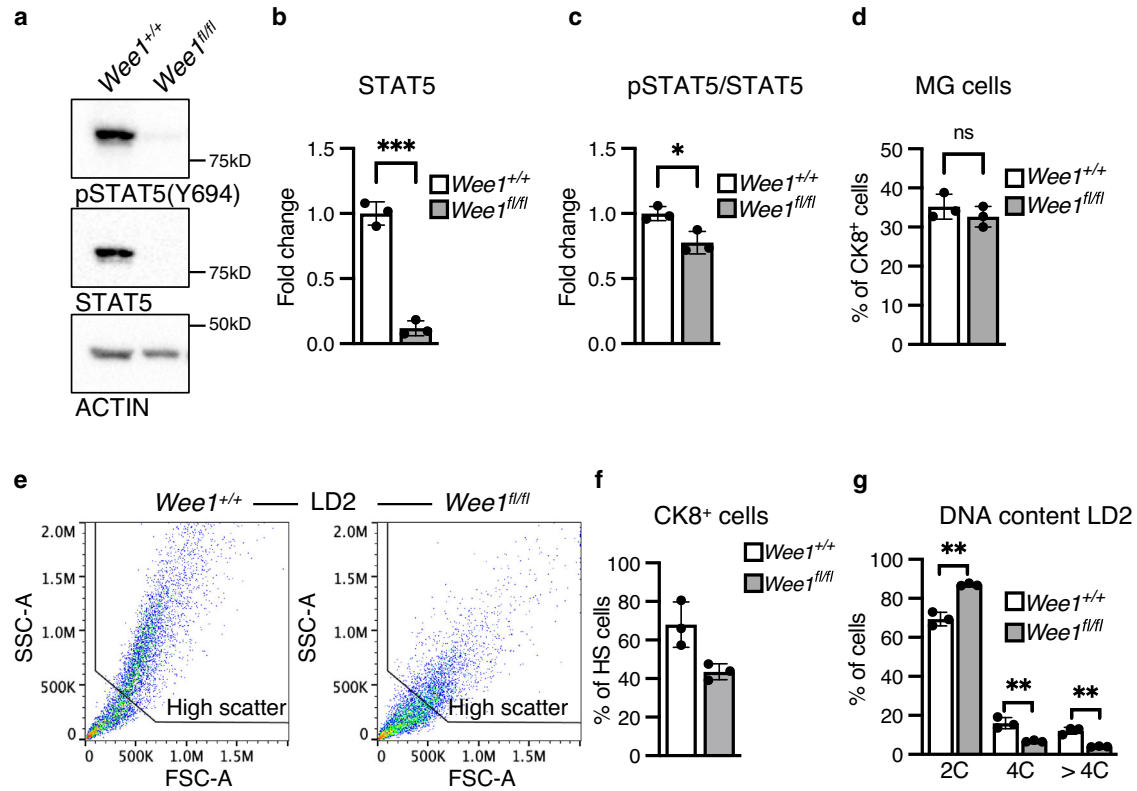 a
Wee1+/+
Wee1fl/fl
75kD
pSTAT5(Y694)
75kD
STAT5
50kD
ACTIN
b
STAT5
Fold change
1.5
1.0
0.5
0.0
***
Wee1+/+
Wee1fl/fl
c
pSTAT5/STAT5
Fold change
1.5
1.0
0.5
0.0
*
Wee1+/+
Wee1fl/fl
d
MG cells
% of CK8+ cells
50
40
30
20
10
0
ns
Wee1+/+
Wee1fl/fl
e
Wee1+/+ — LD2 — Wee1fl/fl
SSC-A
2.0M
1.5M
1.0M
500K
0
High scatter
0 500K 1.0M 1.5M
FSC-A
SSC-A
2.0M
1.5M
1.0M
500K
0
High scatter
0 500K 1.0M 1.5M
FSC-A
f
CK8+ cells
% of HS cells
100
80
60
40
20
0
Wee1+/+
Wee1fl/fl
g
DNA content LD2
% of cells
100
80
60
40
20
0
**
**
**
Wee1+/+
Wee1fl/fl
2C 4C > 4C